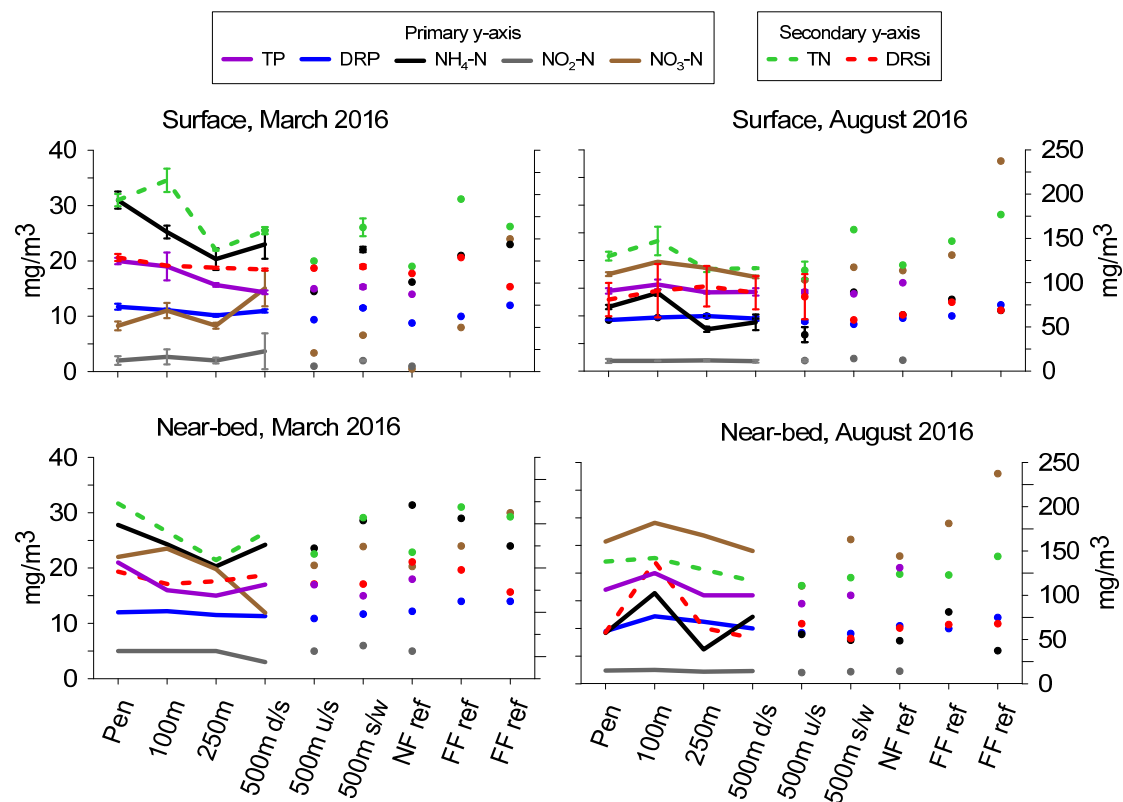 Primary y-axis
TP DRP NH₄-N NO₂-N NO₃-N
Secondary y-axis
TN DRSi
Surface, March 2016
40
30
20
10
0
mg/m3
Surface, August 2016
250
200
150
100
50
0
mg/m3
mg/m3
Near-bed, March 2016
40
30
20
10
0
mg/m3
Pen
100m
250m
500m d/s
500m u/s
500m s/w
NF ref
FF ref
FF ref
Near-bed, August 2016
250
200
150
100
50
0
mg/m3
Pen
100m
250m
500m d/s
500m u/s
500m s/w
NF ref
FF ref
FF ref